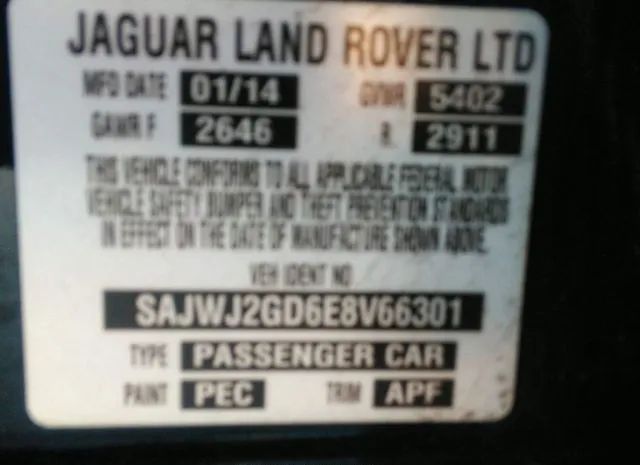 JAGUAR LAND ROVER LTD
MFD DATE 01/14 GVWR 5402
GAWR F 2646 R 2911
THIS VEHICLE CONFORMS TO ALL APPLICABLE FEDERAL MOTOR
VEHICLE SAFETY BUMPER AND THEFT PREVENTION STANDARDS
IN EFFECT ON THE DATE OF MANUFACTURE SHOWN ABOVE.
VEH IDENT NO
SAJWJ2GD6E8V66301
TYPE PASSENGER CAR
PAINT PEC TRIM APF